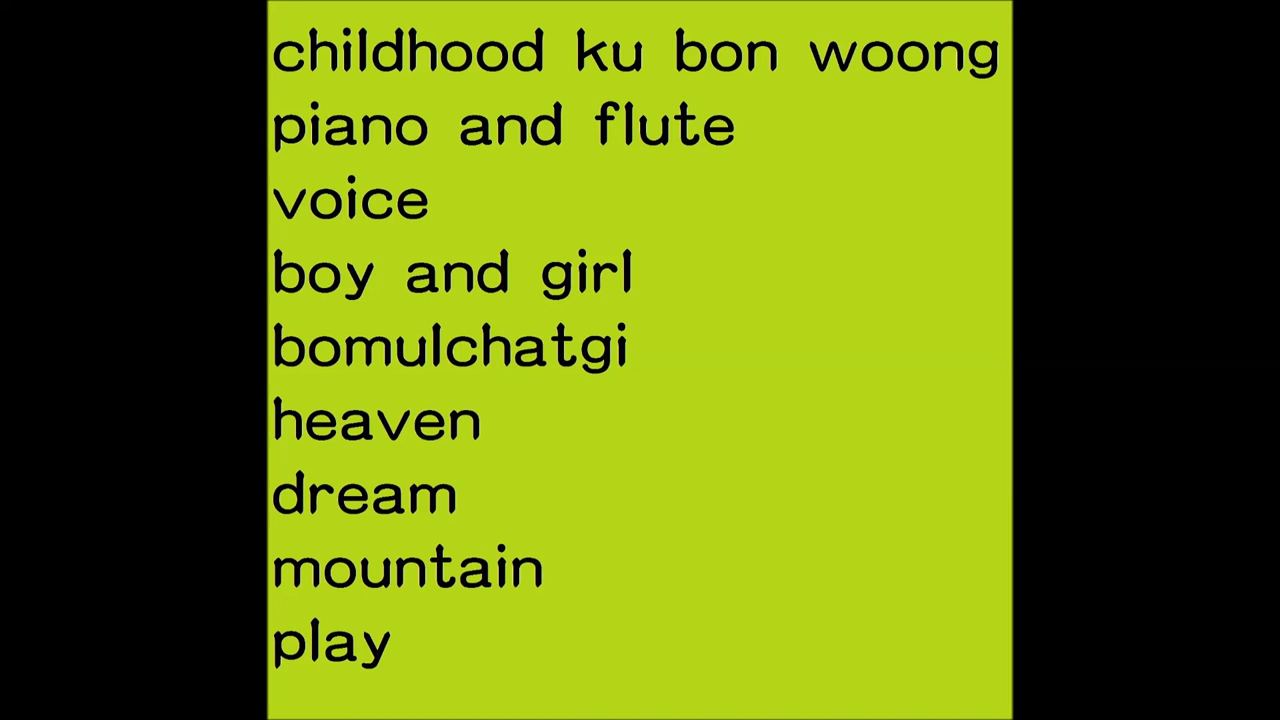 childhood ku bon woong
piano and flute
voice
boy and girl
bomulchatgi
heaven
dream
mountain
play